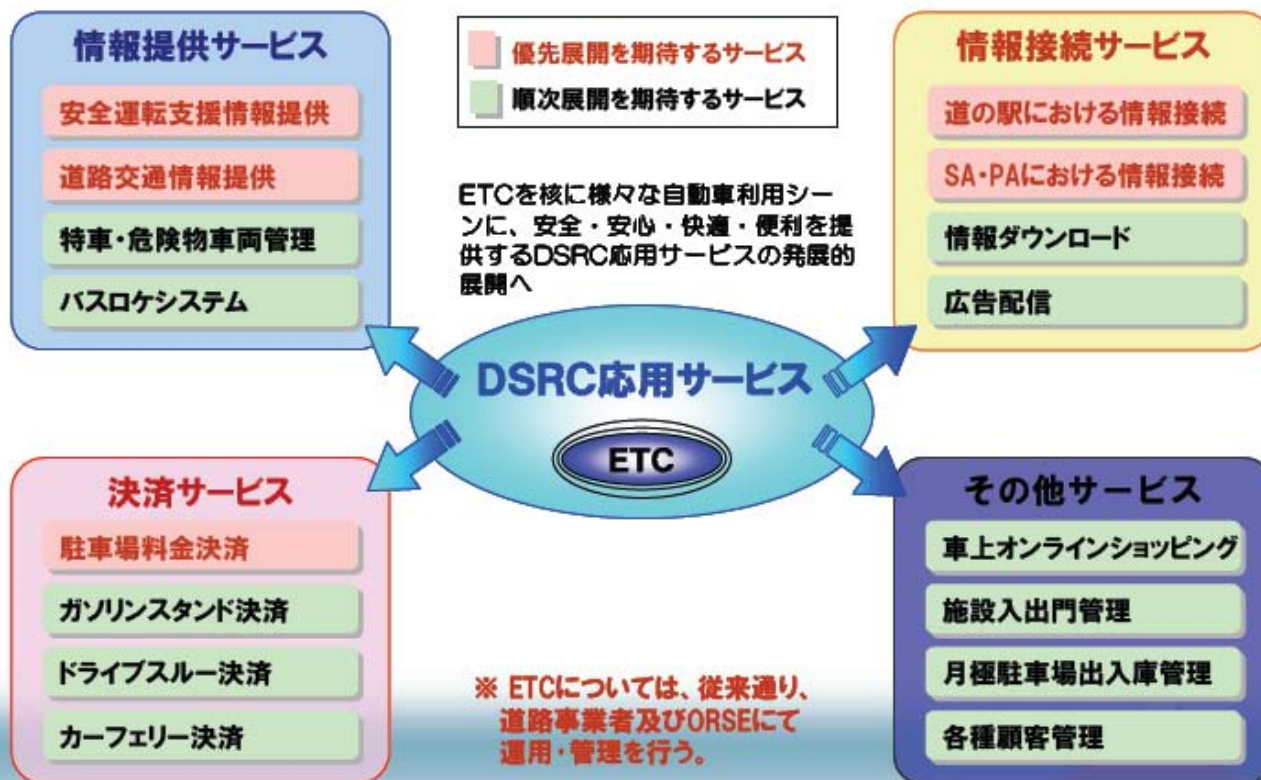 情報提供サービス
安全運転支援情報提供
道路交通情報提供
特車・危険物車両管理
バスロケシステム
優先展開を期待するサービス
順次展開を期待するサービス
情報接続サービス
道の駅における情報接続
SA・PAにおける情報接続
情報ダウンロード
広告配信
ETCを核に様々な自動車利用シー
ンに、安全・安心・快適・便利を提
供するDSRC応用サービスの発展的
展開へ
DSRC応用サービス
ETC
決済サービス
駐車場料金決済
ガソリンスタンド決済
ドライブスルー決済
カーフェリー決済
その他サービス
車上オンラインショッピング
施設入出門管理
月極駐車場出入庫管理
各種顧客管理
※ ETCについては、従来通り、
道路事業者及びORSEにて
運用・管理を行う。